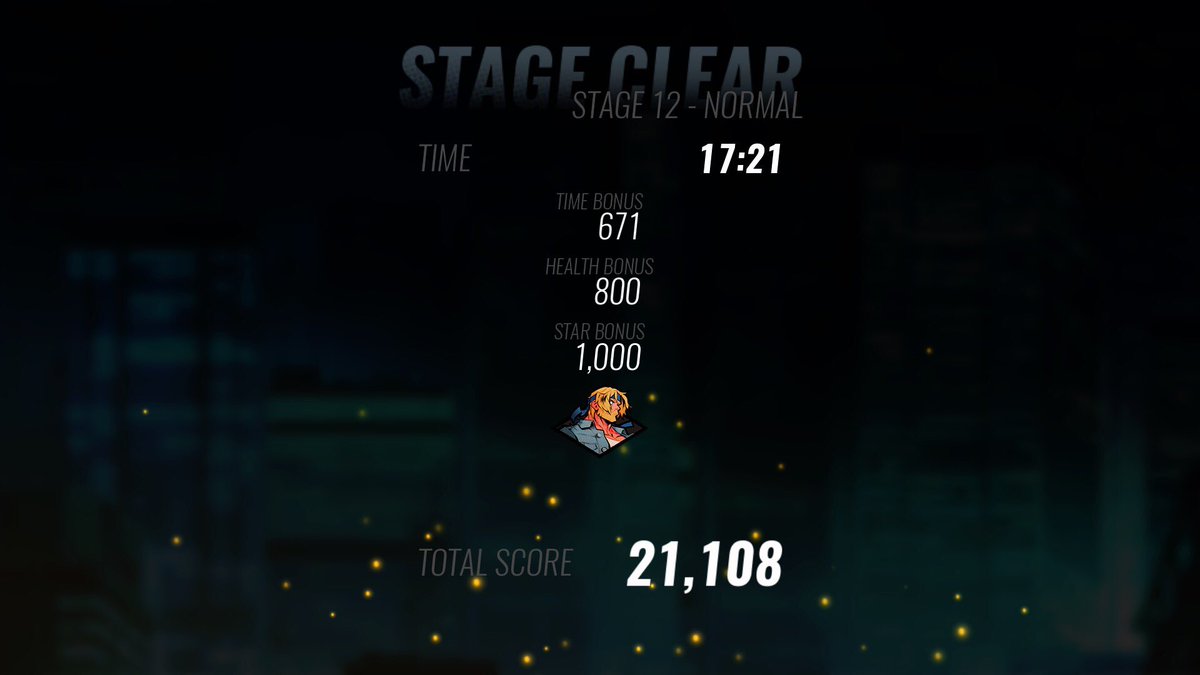 STAGE CLEAR
STAGE 12 - NORMAL
TIME 17:21
TIME BONUS
671
HEALTH BONUS
800
STAR BONUS
1,000
TOTAL SCORE 21,108